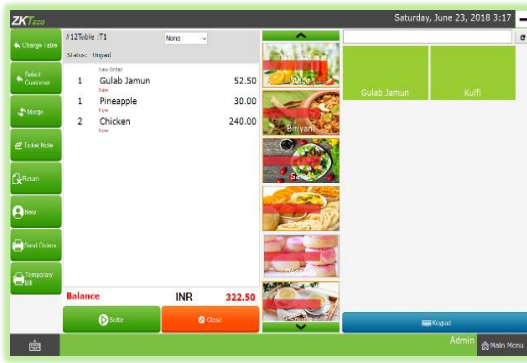 ZKTeco
Saturday, June 23, 2018 3:17
Change Table
Select Customer
Merge
Ticket Note
Return
New
Send Orders
Temporary Bill
#12Table :T1
None
Status: Unpaid
New Order
1 Gulab Jamun 52.50
New
1 Pineapple 30.00
New
2 Chicken 240.00
New
Balance INR 322.50
Settle
Close
Biriyani
Salad
Gulab Jamun
Kulfi
Keypad
Admin
Main Menu